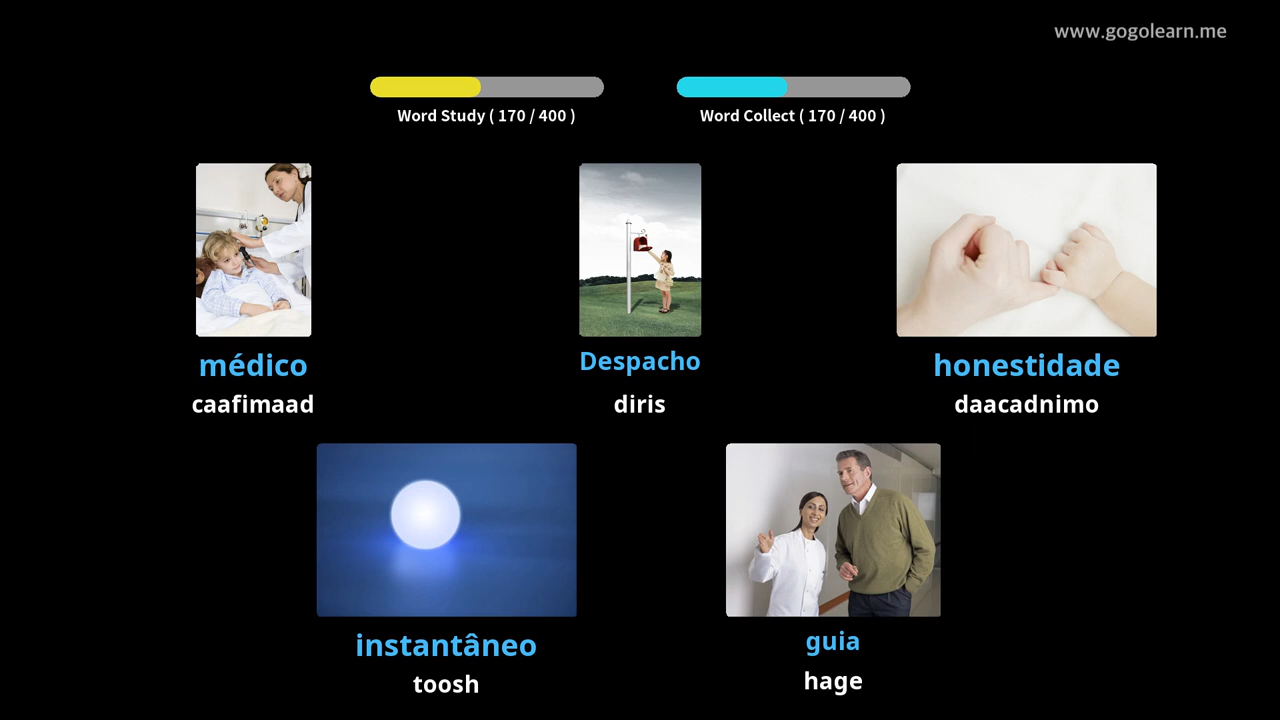 www.gogolearn.me
Word Study ( 170 / 400 )
Word Collect ( 170 / 400 )
médico
caafimaad
Despacho
diris
honestidade
daacadnimo
instantâneo
toosh
guia
hage